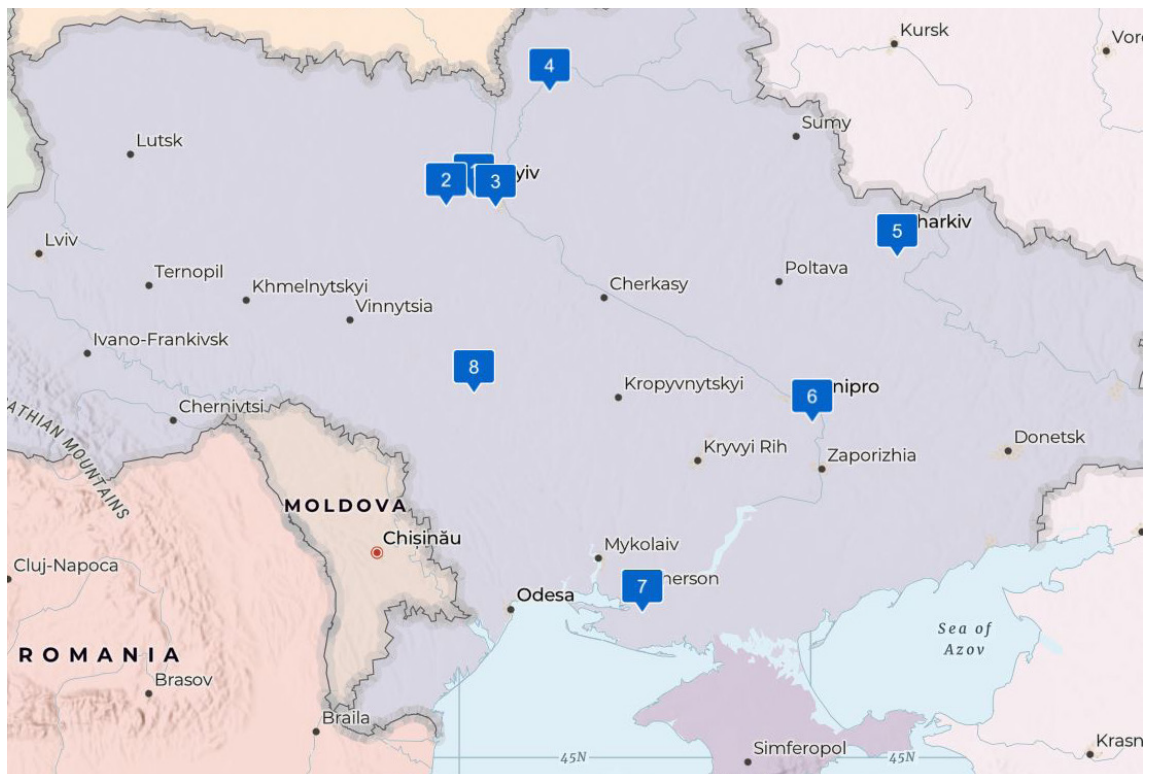 Kursk
Voro
4
Sumy
Lutsk
1
yiv
2
3
harkiv
5
Lviv
Ternopil
Poltava
Khmelnytskyi
Cherkasy
Vinnytsia
Ivano-Frankivsk
8
Kropyvnytskyi
nipro
6
Chernivtsi
ATHIAN MOUNTAINS
Donetsk
Kryvyi Rih
Zaporizhia
MOLDOVA
Chișinău
Mykolaiv
Cluj-Napoca
7
herson
Odesa
Sea of
Azov
ROMANIA
Brasov
Braila
Krasn
Simferopol
45N
45N